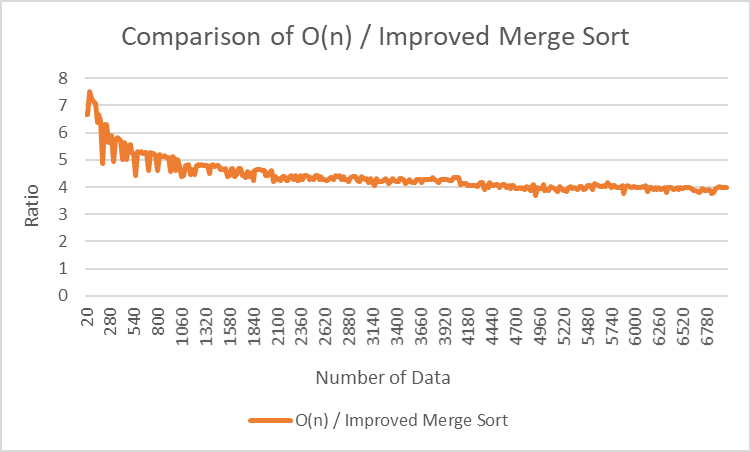 Comparison of O(n) / Improved Merge Sort
8
7
6
5
4
3
2
1
0
Ratio
20 280 540 800 1060 1320 1580 1840 2100 2360 2620 2880 3140 3400 3660 3920 4180 4440 4700 4960 5220 5480 5740 6000 6260 6520 6780
Number of Data
O(n) / Improved Merge Sort